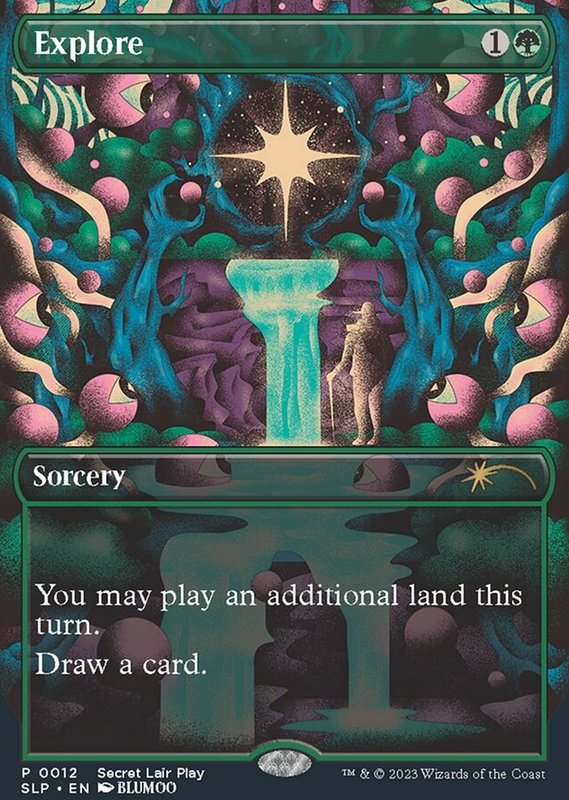 Explore 1
Sorcery
You may play an additional land this
turn.
Draw a card.
P 0012 Secret Lair Play
SLP • EN BLUMOO
™ & © 2023 Wizards of the Coast